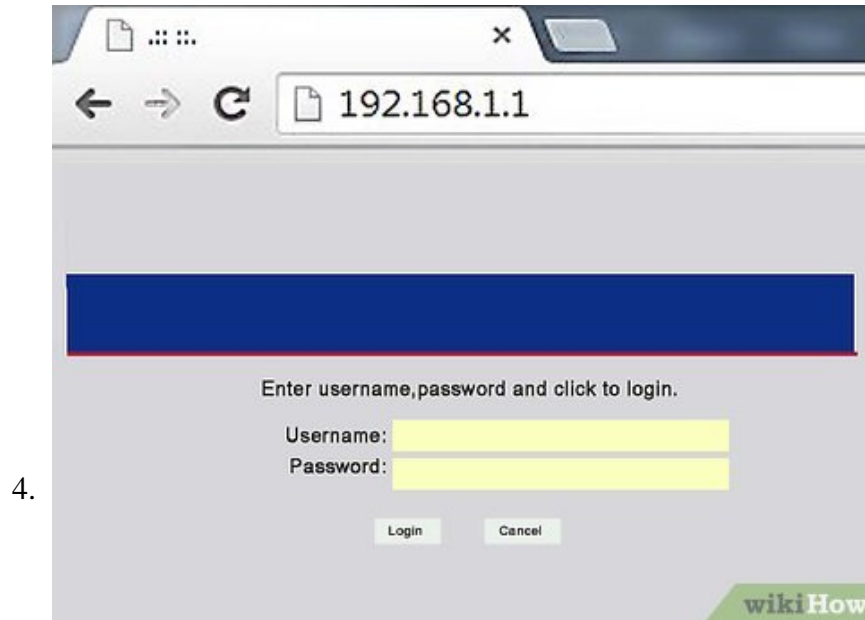 .:: ::.
192.168.1.1
Enter username,password and click to login.
Username:
Password:
4.
Login
Cancel
wikiHow